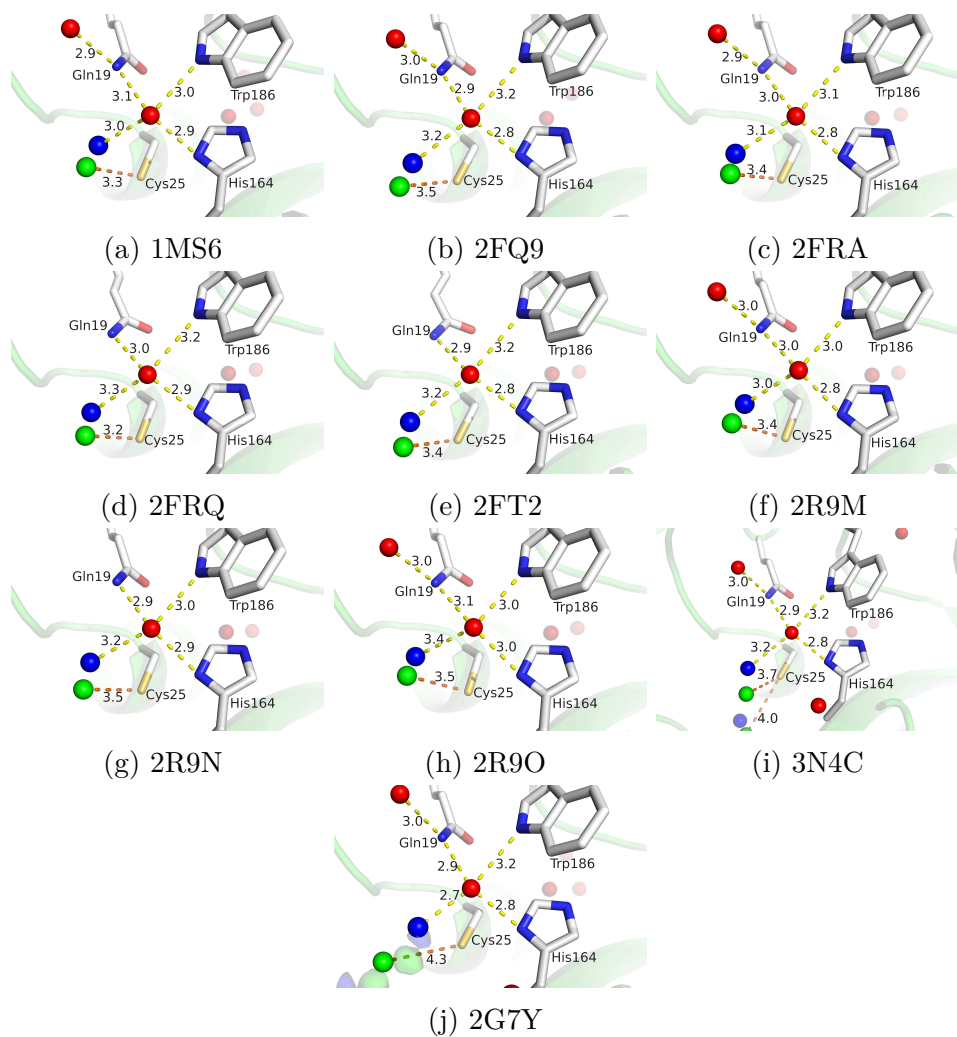 2.9
Gln19
3.1
3.0
Trp186
3.0
2.9
3.3
Cys25
His164
(a) 1MS6
3.0
Gln19
2.9
3.2
Trp186
3.2
2.8
3.5
Cys25
His164
(b) 2FQ9
2.9
Gln19
3.0
3.1
Trp186
3.1
2.8
3.4
Cys25
His164
(c) 2FRA
Gln19
3.0
3.2
Trp186
3.3
2.9
3.2
Cys25
His164
(d) 2FRQ
Gln19
2.9
3.2
Trp186
3.2
2.8
3.4
Cys25
His164
(e) 2FT2
3.0
Gln19
3.0
3.0
Trp186
3.0
2.8
3.4
Cys25
His164
(f) 2R9M
Gln19
2.9
3.0
Trp186
3.2
2.9
3.5
Cys25
His164
(g) 2R9N
3.0
Gln19
3.1
3.0
Trp186
3.4
3.0
3.5
Cys25
His164
(h) 2R9O
3.0
Gln19
2.9
3.2
Trp186
3.2
2.8
3.7
Cys25
His164
4.0
(i) 3N4C
3.0
Gln19
2.9
3.2
Trp186
2.7
2.8
4.3
Cys25
His164
(j) 2G7Y